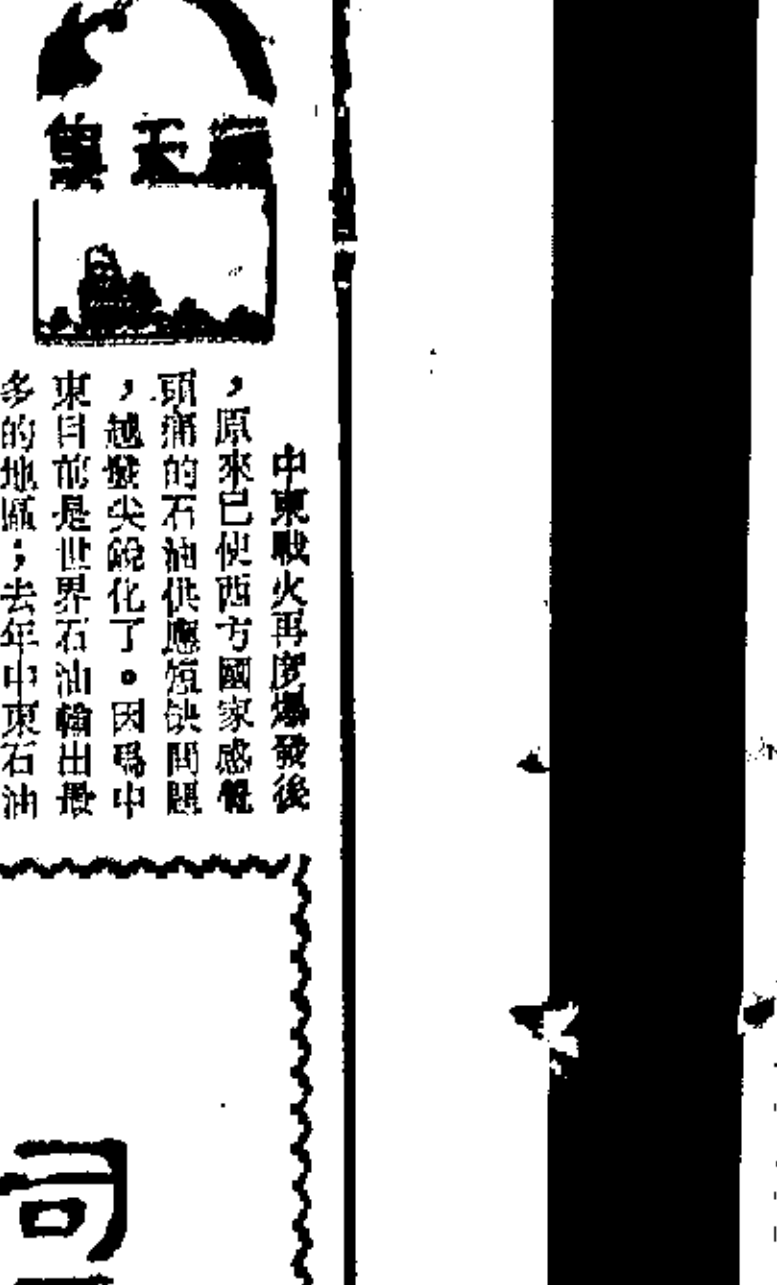 中東戰火再度爆發後
，原來已使西方國家感覺
頭痛的石油供應短缺問題
，越發尖銳化了。因爲中
東目前是世界石油輸出最
多的地區；去年中東石油
司